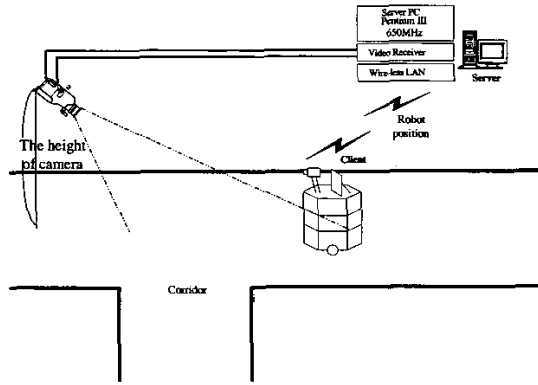 Server PC
Pentium III
650MHz
Video Receiver
Wire-less LAN
Server
Robot
position
The height
of camera
Client
Corridor